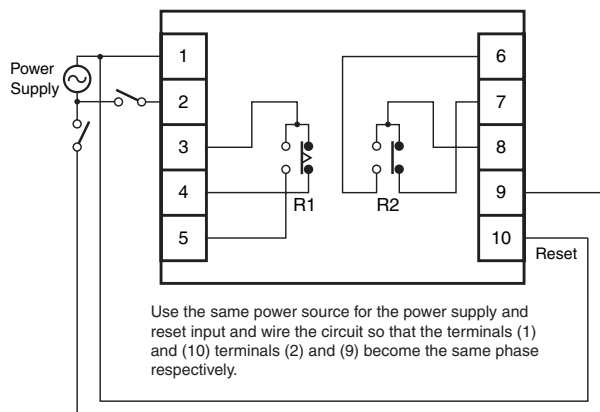 Power
Supply
1
2
3
4
5
R1
R2
6
7
8
9
10
Reset
Use the same power source for the power supply and
reset input and wire the circuit so that the terminals (1)
and (10) terminals (2) and (9) become the same phase
respectively.